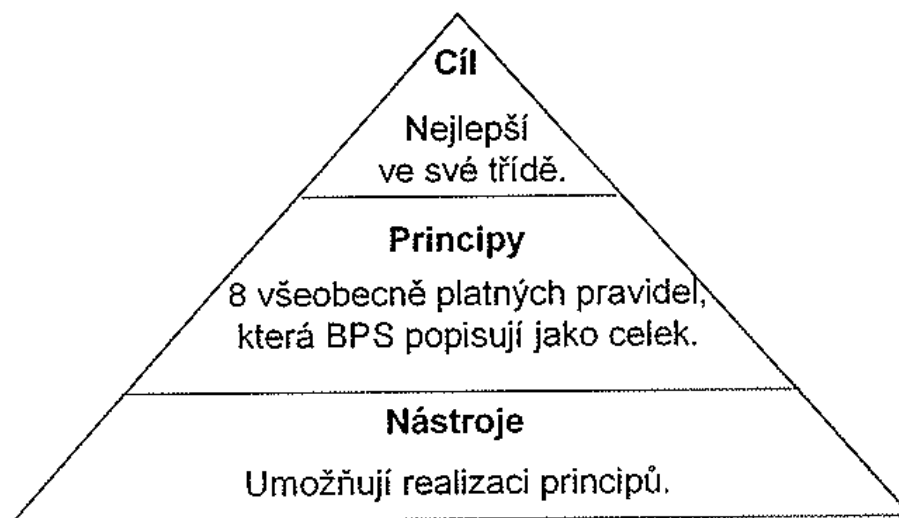 Cíl
Nejlepší
ve své třídě.
Principy
8 všeobecně platných pravidel,
která BPS popisují jako celek.
Nástroje
Umožňují realizaci principů.